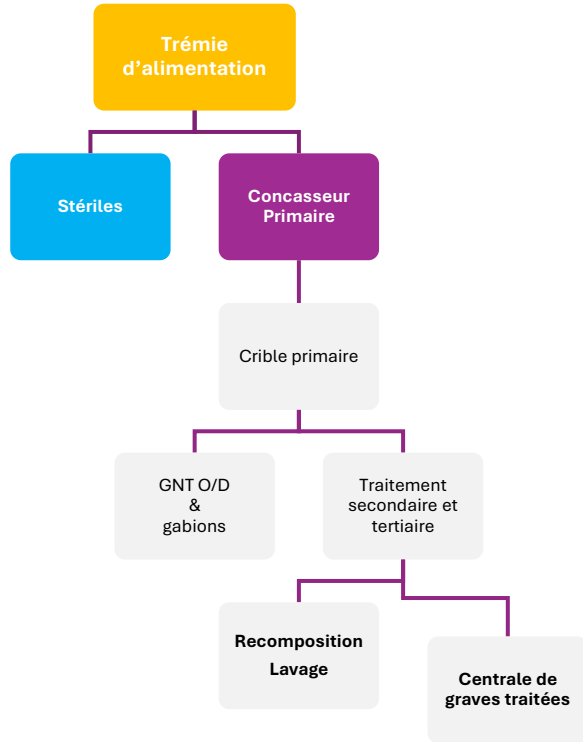 Trémie
d’alimentation
Stériles
Concasseur
Primaire
Crible primaire
GNT O/D
&
gabions
Traitement
secondaire et
tertiaire
Recomposition
Lavage
Centrale de
graves traitées